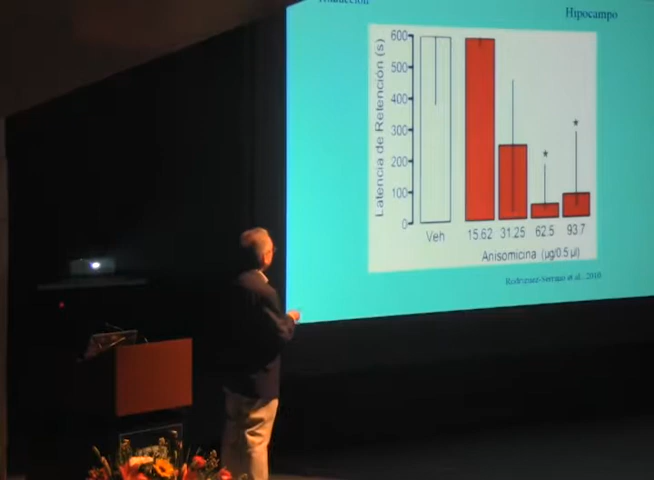 Hipocampo
600
500
400
300
200
100
0
Latencia de Retención (s)
*
*
Veh 15.62 31.25 62.5 93.7
Anisomicina (µg/0.5 µl)
Rodriguez-Serrano et al., 2010